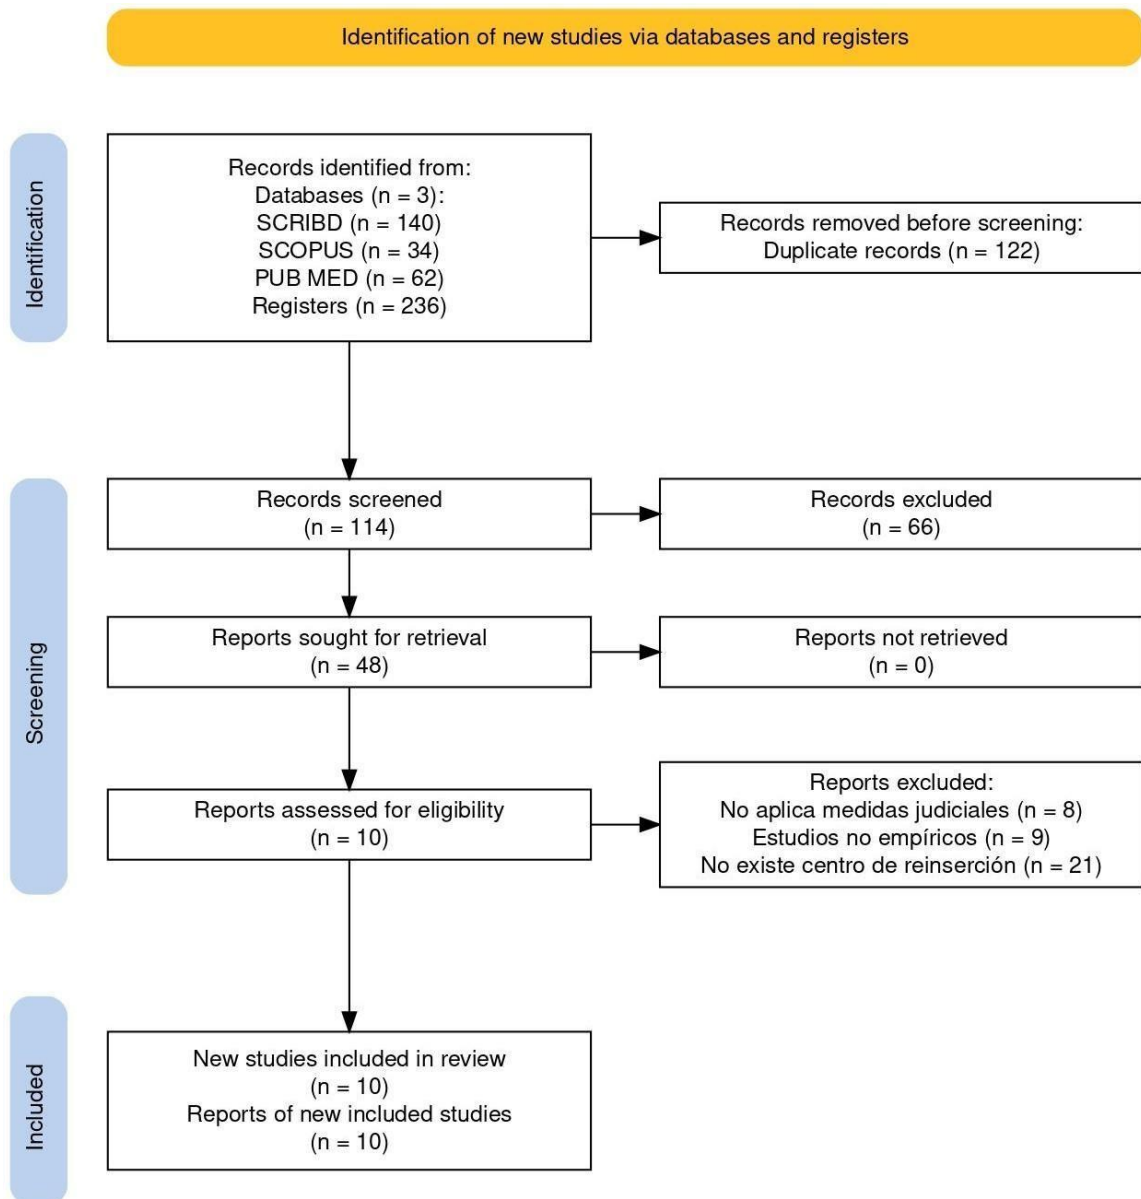 Identification of new studies via databases and registers
Identification
Records identified from:
Databases (n = 3):
SCRIBD (n = 140)
SCOPUS (n = 34)
PUB MED (n = 62)
Registers (n = 236)
Records removed before screening:
Duplicate records (n = 122)
Screening
Records screened
(n = 114)
Records excluded
(n = 66)
Reports sought for retrieval
(n = 48)
Reports not retrieved
(n = 0)
Reports assessed for eligibility
(n = 10)
Reports excluded:
No aplica medidas judiciales (n = 8)
Estudios no empíricos (n = 9)
No existe centro de reinserción (n = 21)
Included
New studies included in review
(n = 10)
Reports of new included studies
(n = 10)